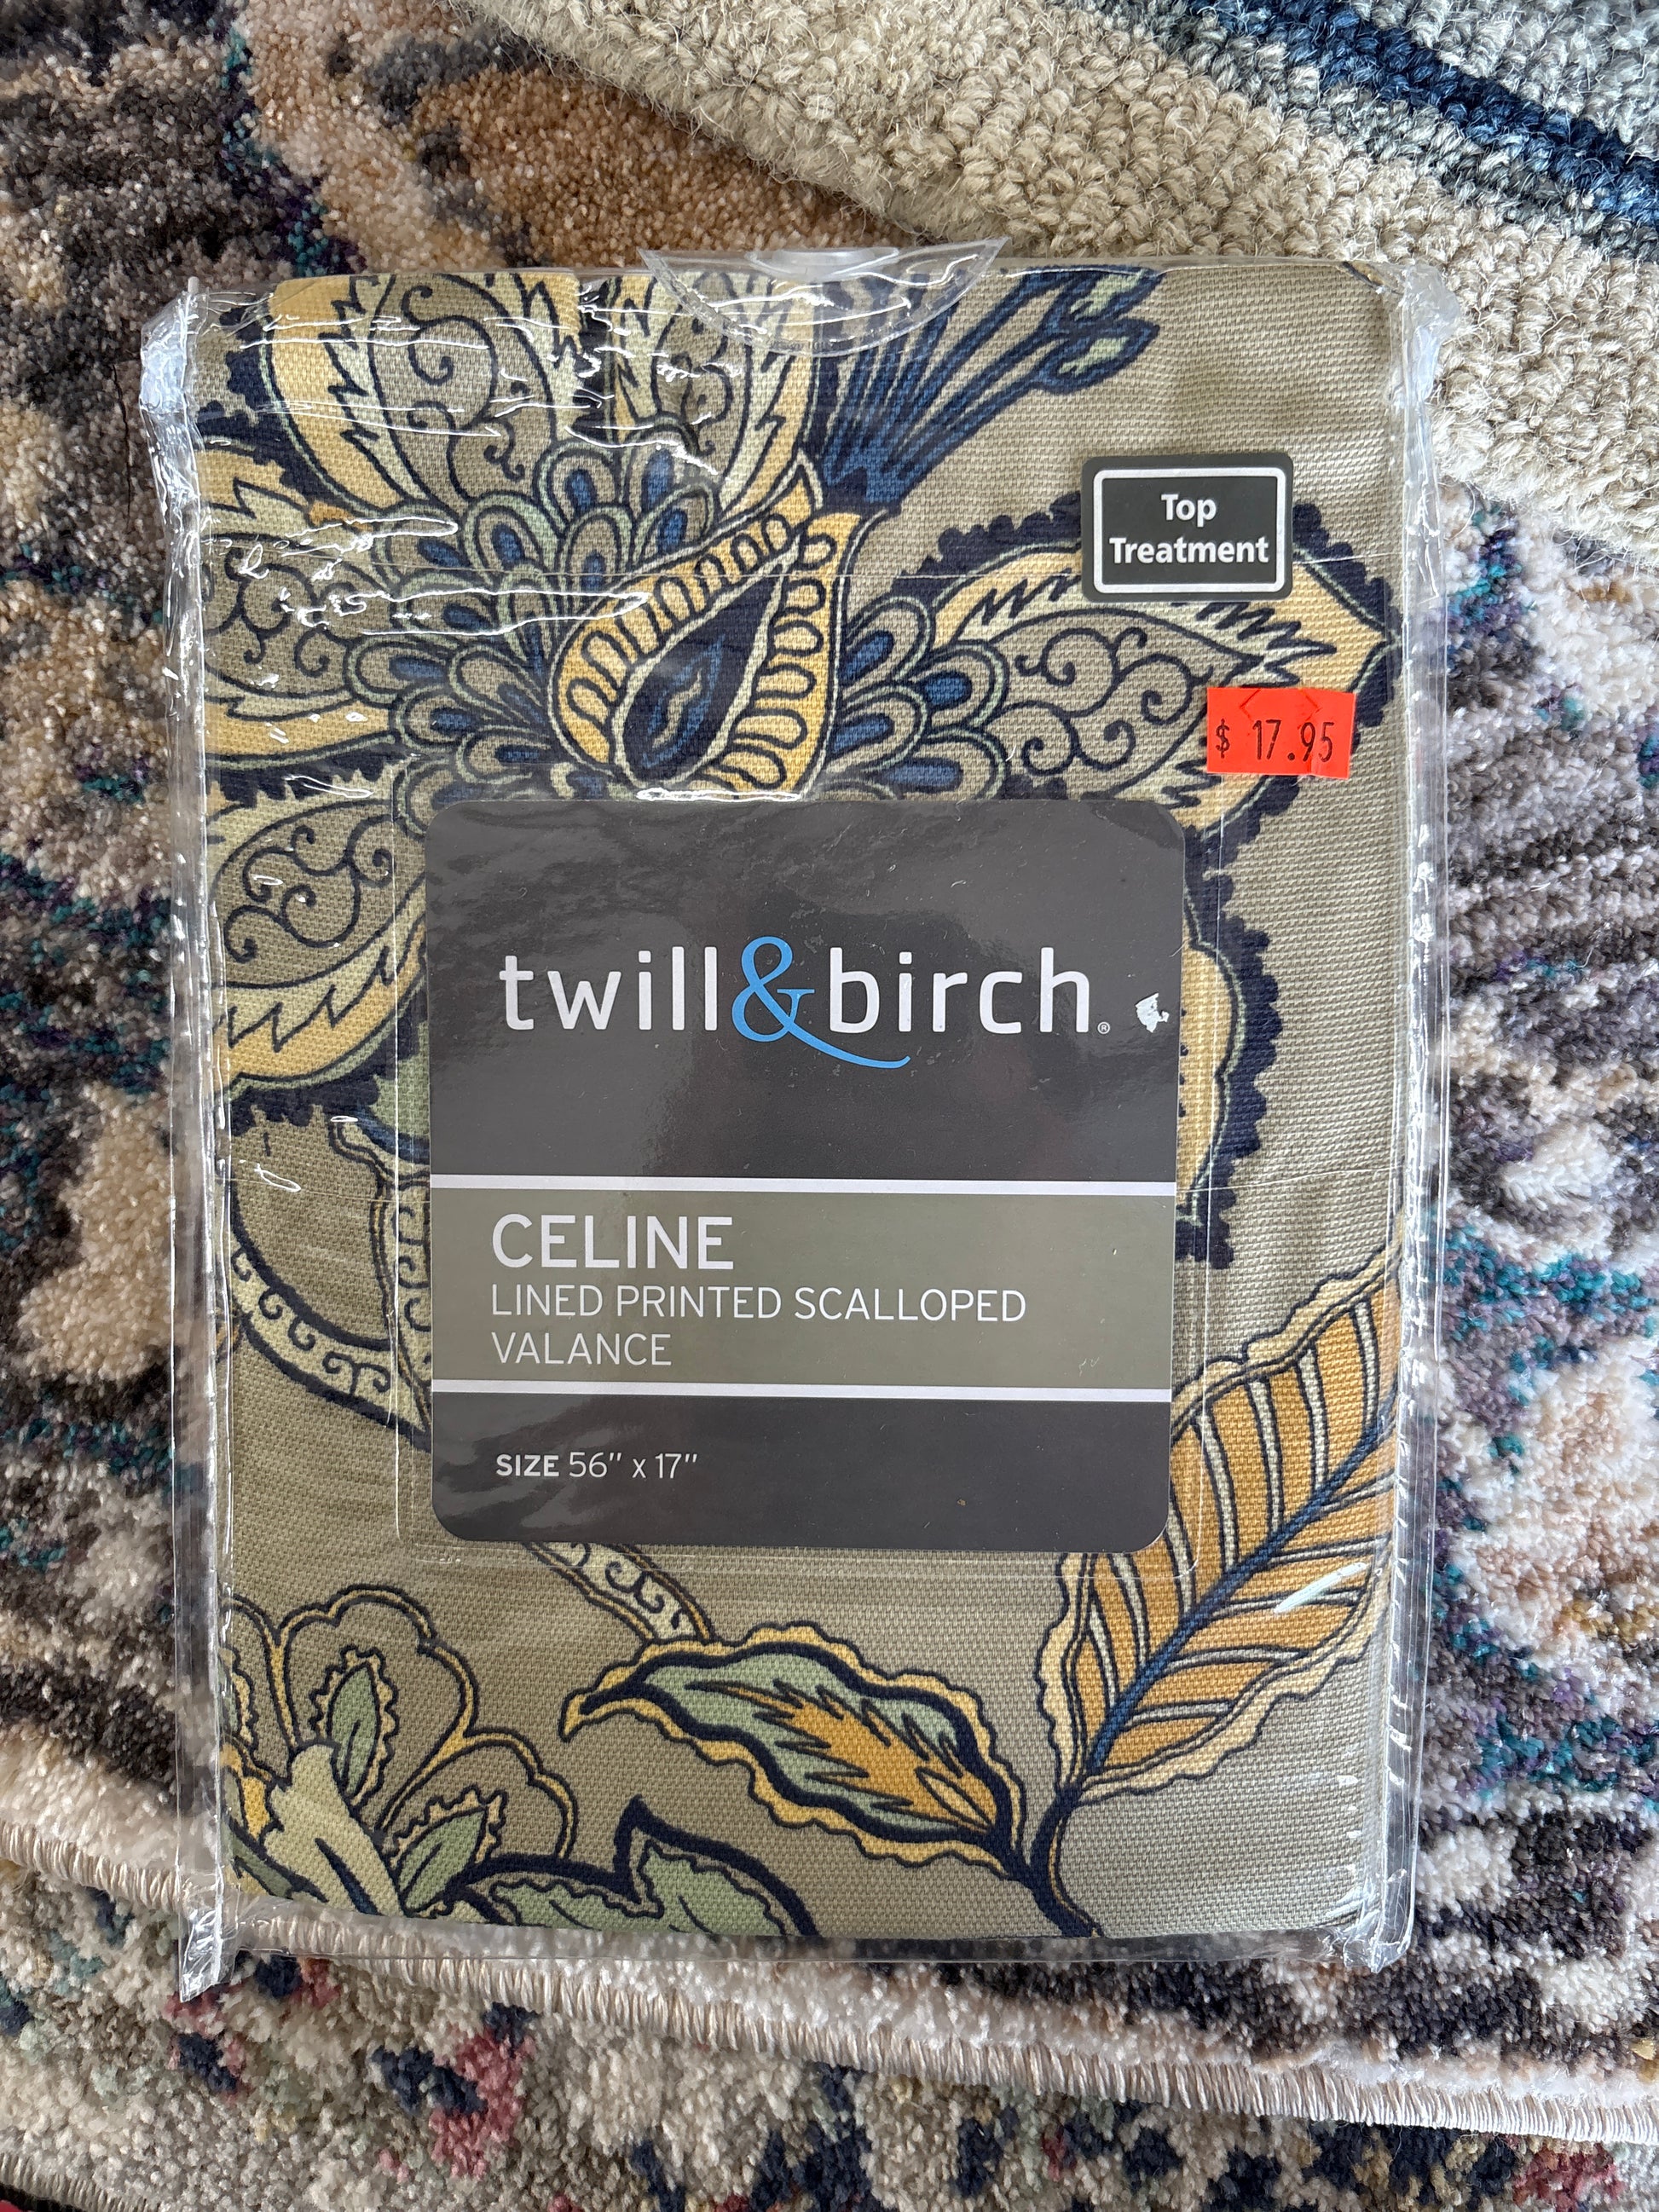 Top
Treatment
$ 17.95
twill&birch®
CELINE
LINED PRINTED SCALLOPED
VALANCE
SIZE 56" x 17"